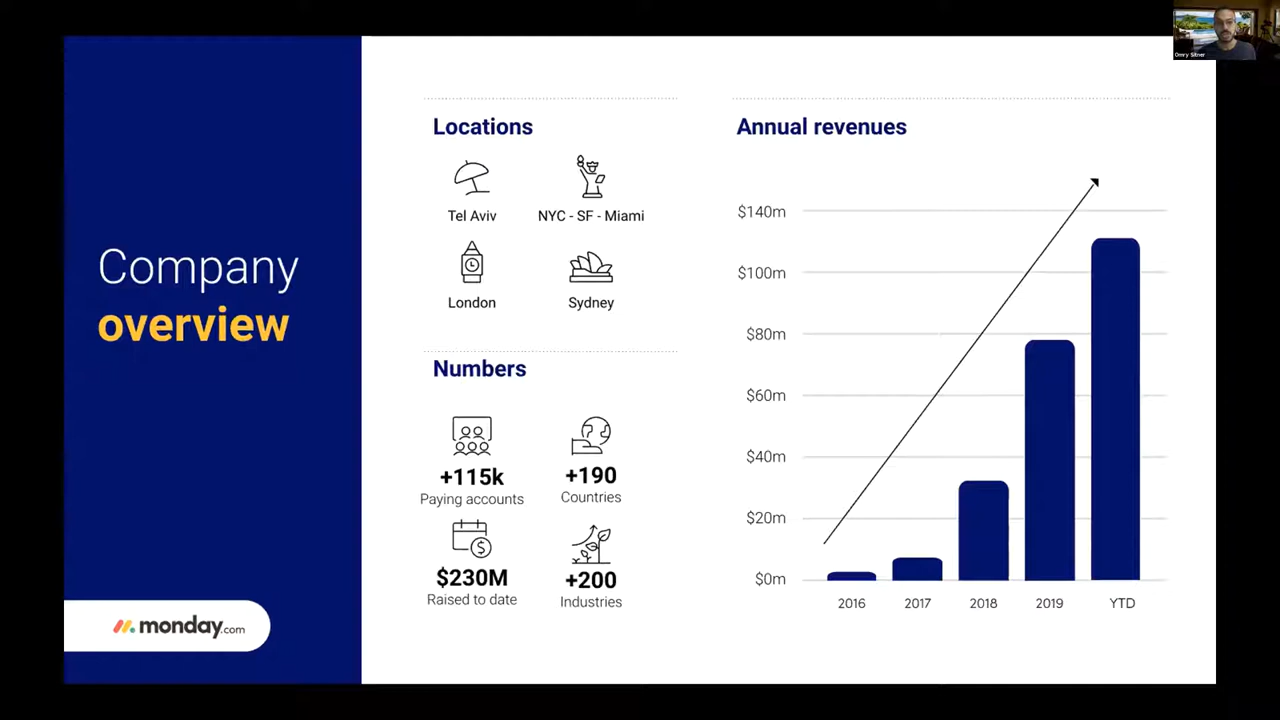 Company
overview
monday.com
Locations
Tel Aviv
NYC - SF - Miami
London
Sydney
Numbers
+115k
Paying accounts
+190
Countries
$230M
Raised to date
+200
Industries
Annual revenues
$140m
$100m
$80m
$60m
$40m
$20m
$0m
2016 2017 2018 2019 YTD
Omry Sitner